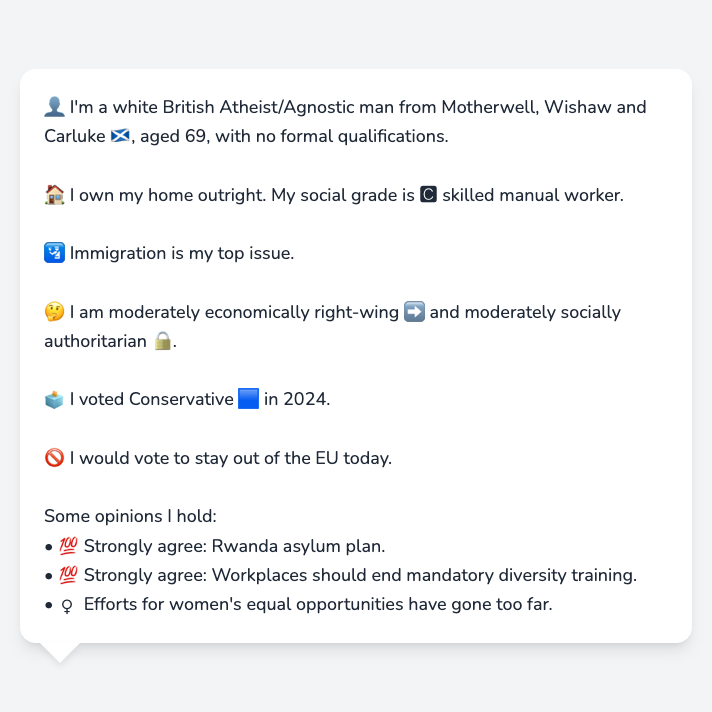 👤 I'm a white British Atheist/Agnostic man from Motherwell, Wishaw and
Carluke 🏴󠁧󠁢󠁳󠁣󠁴󠁿, aged 69, with no formal qualifications.
🏠 I own my home outright. My social grade is 🅲 skilled manual worker.
🛂 Immigration is my top issue.
🤔 I am moderately economically right-wing ➡️ and moderately socially
authoritarian 🔒.
🗳️ I voted Conservative 🟦 in 2024.
🚫 I would vote to stay out of the EU today.
Some opinions I hold:
• 💯 Strongly agree: Rwanda asylum plan.
• 💯 Strongly agree: Workplaces should end mandatory diversity training.
• ♀ Efforts for women's equal opportunities have gone too far.